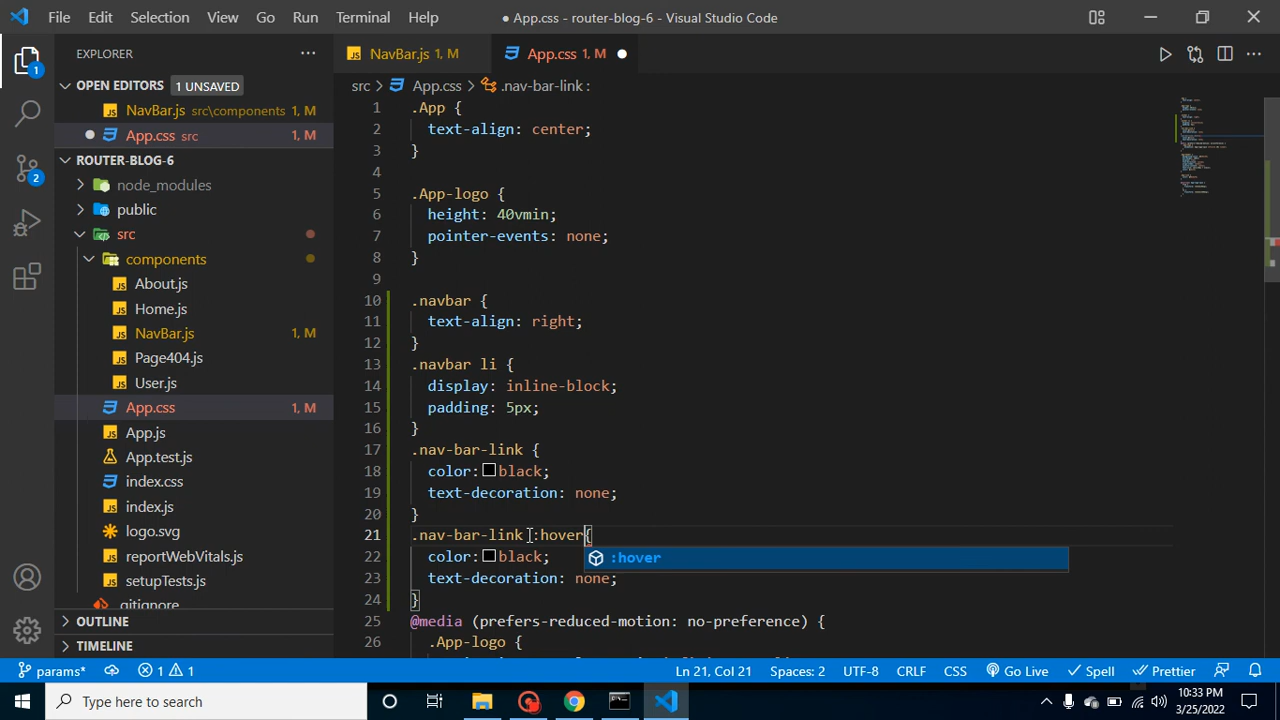 File Edit Selection View Go Run Terminal Help
● App.css - router-blog-6 - Visual Studio Code
EXPLORER
NavBar.js 1, M
App.css 1, M
OPEN EDITORS 1 UNSAVED
src > App.css > .nav-bar-link :
NavBar.js src\components 1, M
App.css src 1, M
ROUTER-BLOG-6
node_modules
public
src
components
About.js
Home.js
NavBar.js 1, M
Page404.js
User.js
App.css 1, M
App.js
App.test.js
index.css
index.js
logo.svg
reportWebVitals.js
setupTests.js
.gitignore
OUTLINE
TIMELINE
1 .App {
2 text-align: center;
3 }
4
5 .App-logo {
6 height: 40vmin;
7 pointer-events: none;
8 }
9
10 .navbar {
11 text-align: right;
12 }
13 .navbar li {
14 display: inline-block;
15 padding: 5px;
16 }
17 .nav-bar-link {
18 color: black;
19 text-decoration: none;
20 }
21 .nav-bar-link :hover{
22 color: black;
:hover
23 text-decoration: none;
24 }
25 @media (prefers-reduced-motion: no-preference) {
26 .App-logo {
params* 1 1 Ln 21, Col 21 Spaces: 2 UTF-8 CRLF CSS Go Live Spell Prettier
Type here to search
10:33 PM
3/25/2022